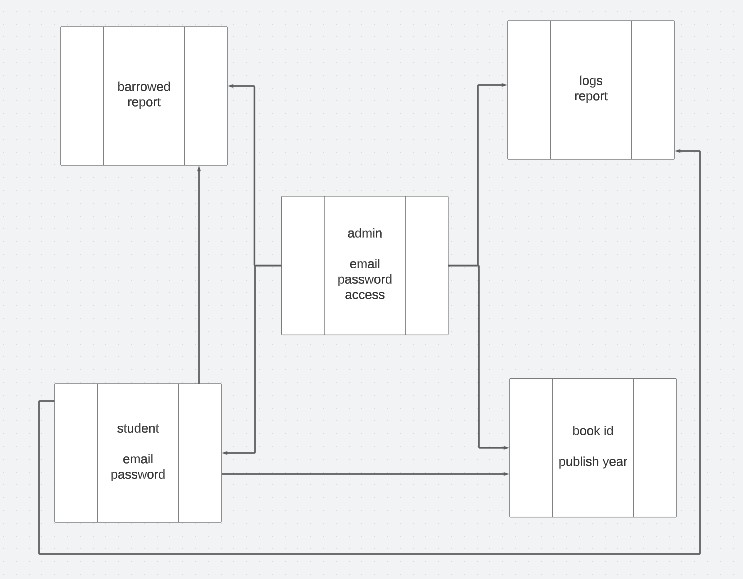 barrowed
report
logs
report
admin
email
password
access
student
email
password
book id
publish year